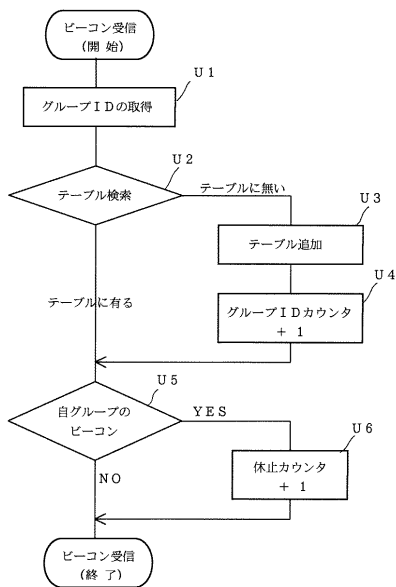 ビーコン受信
(開 始)
U1
グループIDの取得
U2
テーブル検索
テーブルに無い
U3
テーブル追加
U4
グループIDカウンタ
+ 1
テーブルに有る
U5
自グループの
ビーコン
YES
U6
休止カウンタ
+ 1
NO
ビーコン受信
(終 了)